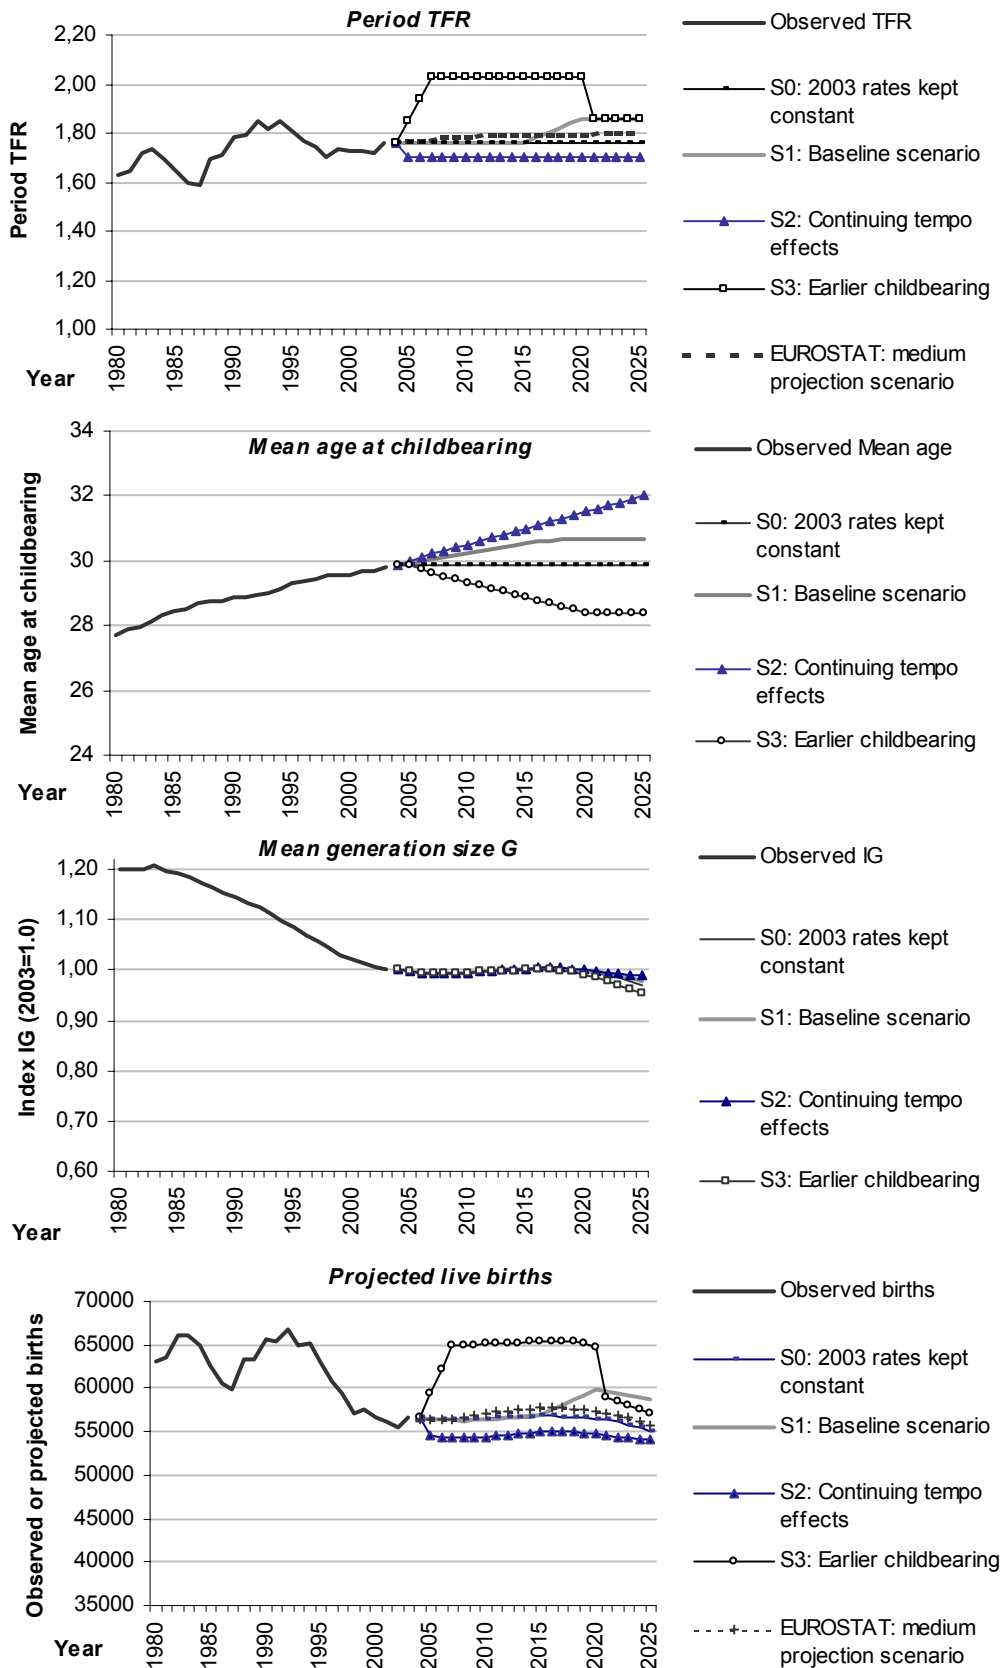 Period TFR
2,20
2,00
1,80
1,60
1,40
1,20
1,00
Period TFR
Year
1980
1985
1990
1995
2000
2005
2010
2015
2020
2025
Observed TFR
S0: 2003 rates kept
constant
S1: Baseline scenario
S2: Continuing tempo
effects
S3: Earlier childbearing
EUROSTAT: medium
projection scenario
Mean age at childbearing
34
32
30
28
26
24
Mean age at childbearing
Year
1980
1985
1990
1995
2000
2005
2010
2015
2020
2025
Observed Mean age
S0: 2003 rates kept
constant
S1: Baseline scenario
S2: Continuing tempo
effects
S3: Earlier childbearing
Mean generation size G
1,20
1,10
1,00
0,90
0,80
0,70
0,60
Index IG (2003=1.0)
Year
1980
1985
1990
1995
2000
2005
2010
2015
2020
2025
Observed IG
S0: 2003 rates kept
constant
S1: Baseline scenario
S2: Continuing tempo
effects
S3: Earlier childbearing
Projected live births
70000
65000
60000
55000
50000
45000
40000
35000
Observed or projected births
Year
1980
1985
1990
1995
2000
2005
2010
2015
2020
2025
Observed births
S0: 2003 rates kept
constant
S1: Baseline scenario
S2: Continuing tempo
effects
S3: Earlier childbearing
EUROSTAT: medium
projection scenario